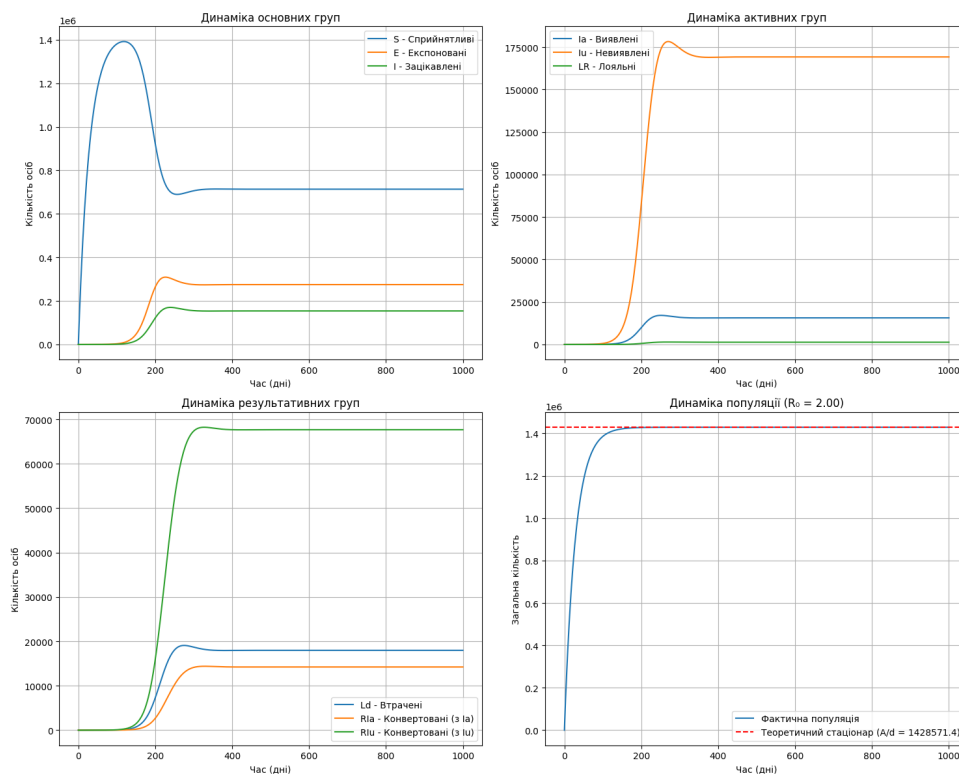 Динаміка основних груп
1e6
S - Сприйнятливі
E - Експоновані
I - Зацікавлені
1.4
1.2
1.0
0.8
0.6
0.4
0.2
0.0
Кількість осіб
0 200 400 600 800 1000
Час (дні)
Динаміка активних груп
Ia - Виявлені
Iu - Невиявлені
LR - Лояльні
175000
150000
125000
100000
75000
50000
25000
0
Кількість осіб
0 200 400 600 800 1000
Час (дні)
Динаміка результативних груп
70000
60000
50000
40000
30000
20000
10000
0
Кількість осіб
Ld - Втрачені
RIa - Конвертовані (з Ia)
RIu - Конвертовані (з Iu)
0 200 400 600 800 1000
Час (дні)
Динаміка популяції (R₀ = 2.00)
1e6
1.4
1.2
1.0
0.8
0.6
0.4
0.2
0.0
Загальна кількість
Фактична популяція
Теоретичний стаціонар (A/d = 1428571.4)
0 200 400 600 800 1000
Час (дні)